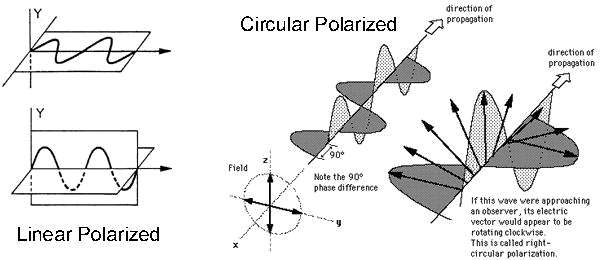 Y
Y
Linear Polarized
Circular Polarized
direction of
propagation
90°
Note the 90°
phase difference
Field
z
y
x
direction of
propagation
If this wave were approaching
an observer, its electric
vector would appear to be
rotating clockwise.
This is called right-
circular polarization.